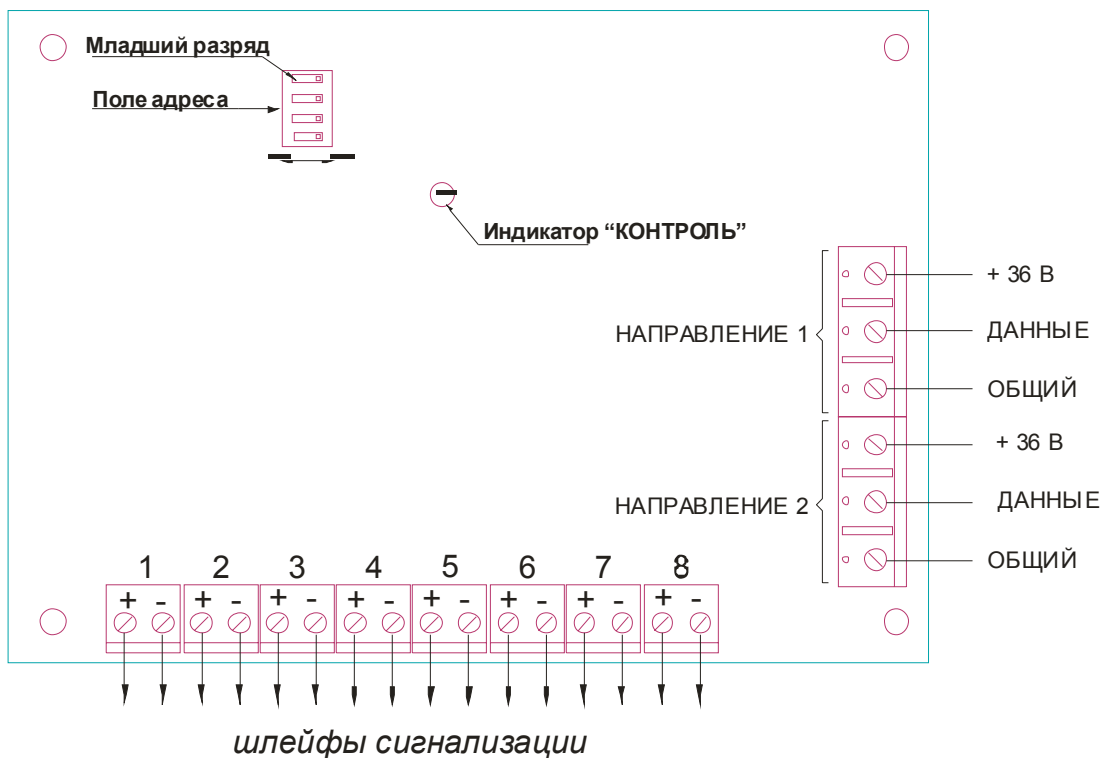 Младший разряд
Поле адреса
Индикатор “КОНТРОЛЬ”
НАПРАВЛЕНИЕ 1
+ 36 В
ДАННЫЕ
ОБЩИЙ
НАПРАВЛЕНИЕ 2
+ 36 В
ДАННЫЕ
ОБЩИЙ
1 2 3 4 5 6 7 8
+ - + - + - + - + - + - + - + -
шлейфы сигнализации